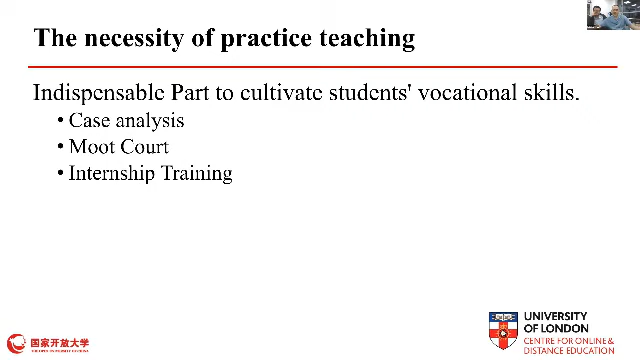 The necessity of practice teaching
Indispensable Part to cultivate students' vocational skills.
• Case analysis
• Moot Court
• Internship Training
国家开放大学
UNIVERSITY
OF LONDON
CENTRE FOR ONLINE &
DISTANCE EDUCATION